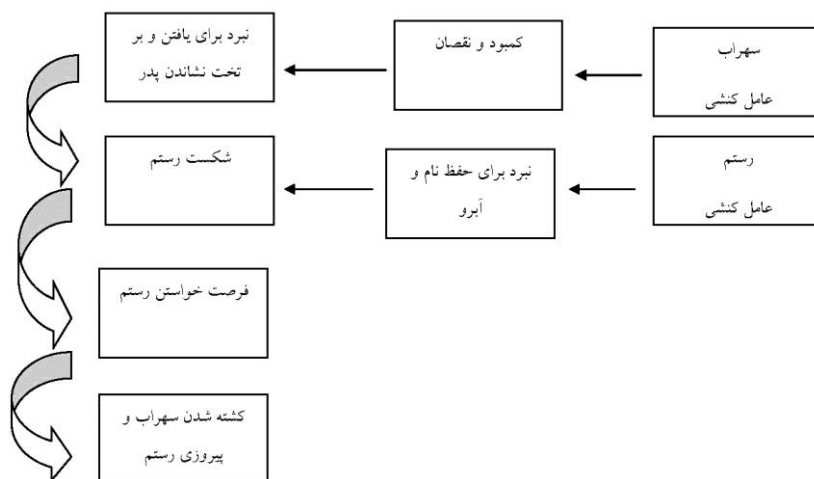 سهراب
عامل کنشی
کمبود و نقصان
نبرد برای یافتن و بر
تخت نشاندن پدر
رستم
عامل کنشی
نبرد برای حفظ نام و
آبرو
شکست رستم
فرصت خواستن رستم
کشته شدن سهراب و
پیروزی رستم